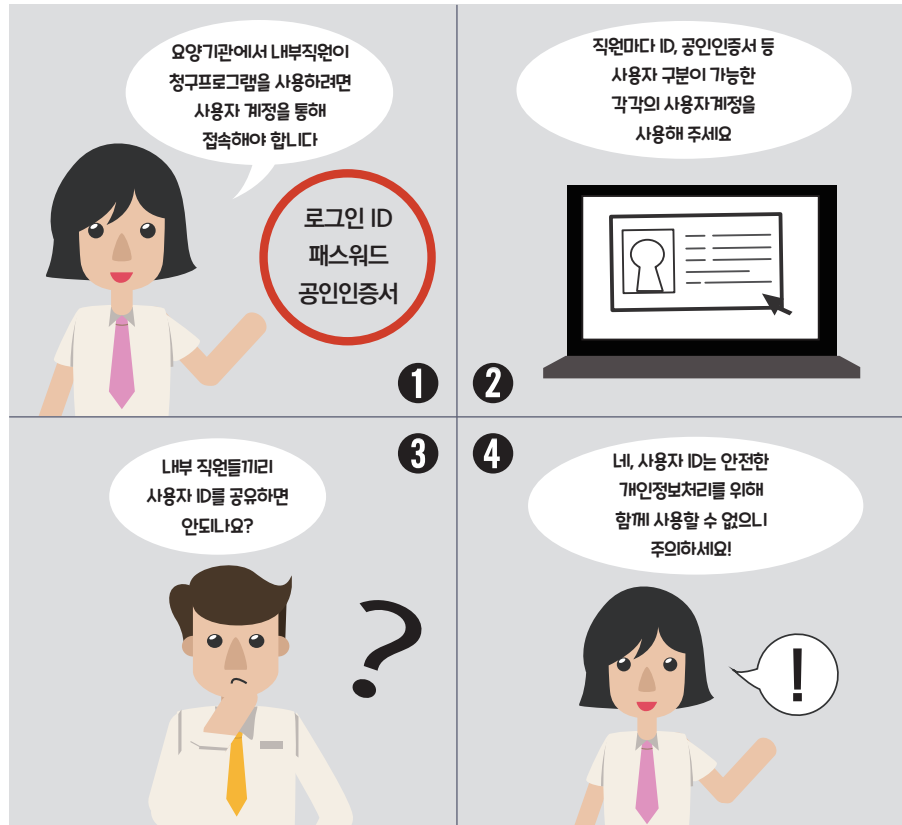 요양기관에서 내부직원이
청구프로그램을 사용하려면
사용자 계정을 통해
접속해야 합니다
로그인 ID
패스워드
공인인증서
1
직원마다 ID, 공인인증서 등
사용자 구분이 가능한
각각의 사용자계정을
사용해 주세요
2
3
내부 직원들끼리
사용자 ID를 공유하면
안되나요?
?
4
네, 사용자 ID는 안전한
개인정보처리를 위해
함께 사용할 수 없으니
주의하세요!
!